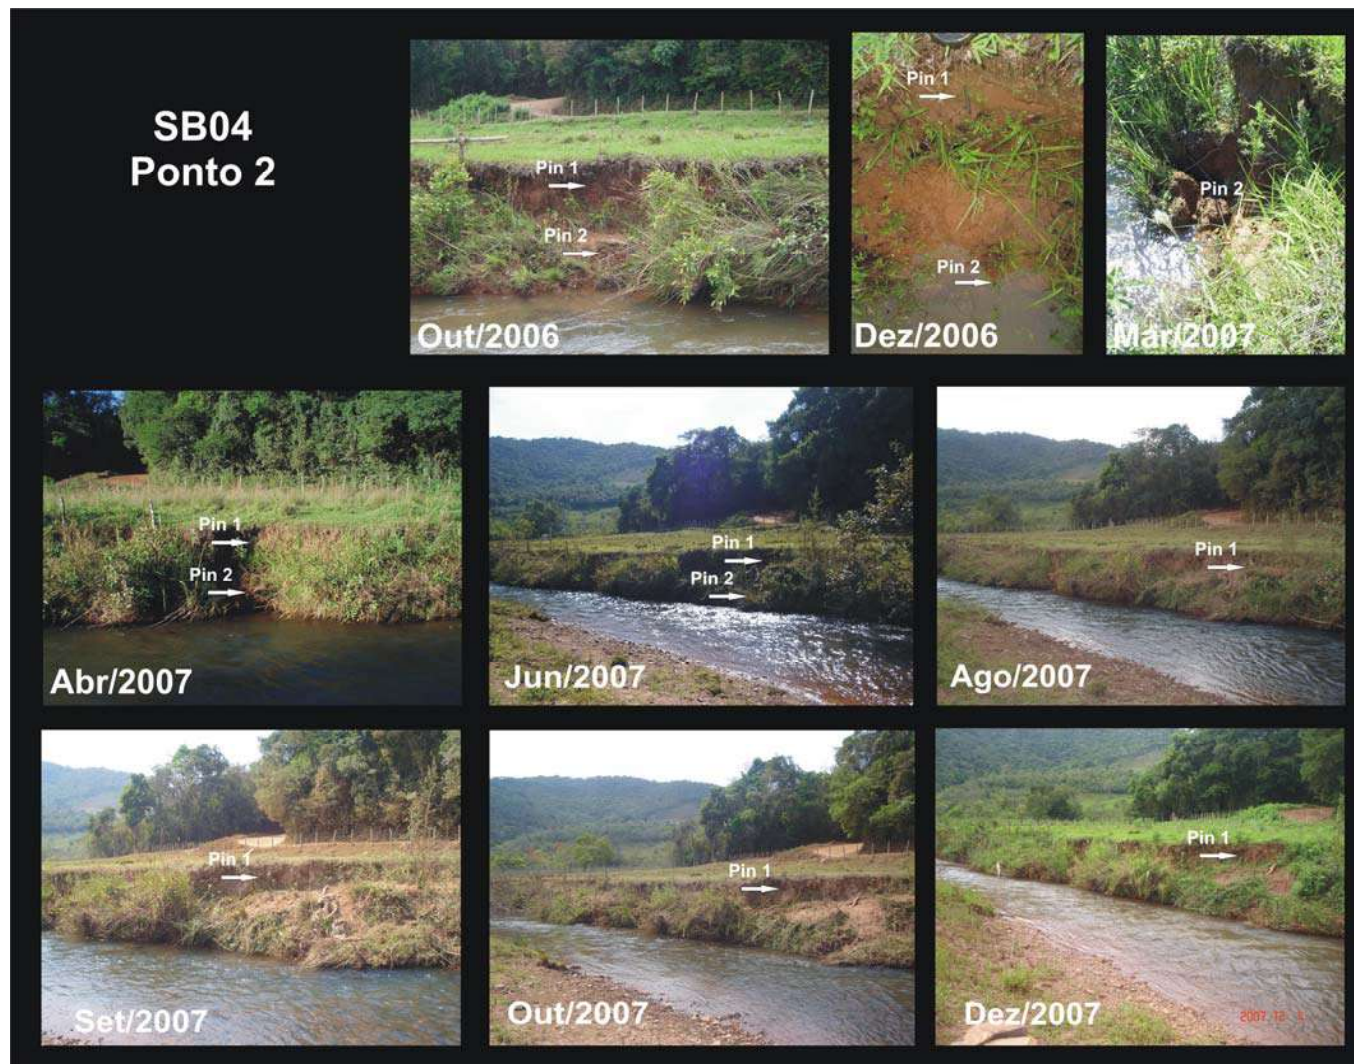 SB04
Ponto 2
Pin 1
Pin 2
Out/2006
Pin 1
Pin 2
Dez/2006
Pin 2
Mar/2007
Pin 1
Pin 2
Abr/2007
Pin 1
Pin 2
Jun/2007
Pin 1
Ago/2007
Pin 1
Set/2007
Pin 1
Out/2007
Pin 1
Dez/2007